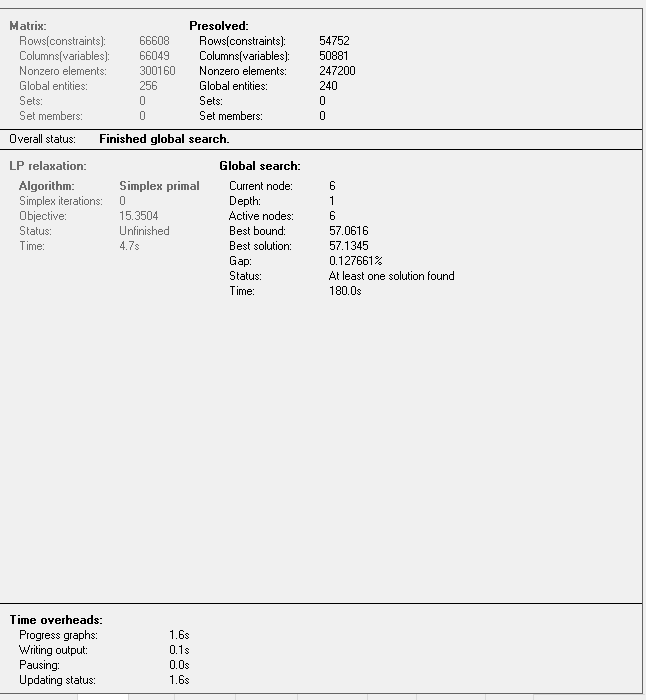 Matrix: Presolved:
Rows(constraints): 66608 Rows(constraints): 54752
Columns(variables): 66049 Columns(variables): 50881
Nonzero elements: 300160 Nonzero elements: 247200
Global entities: 256 Global entities: 240
Sets: 0 Sets: 0
Set members: 0 Set members: 0
Overall status: Finished global search.
LP relaxation: Global search:
Algorithm: Simplex primal Current node: 6
Simplex iterations: 0 Depth: 1
Objective: 15.3504 Active nodes: 6
Status: Unfinished Best bound: 57.0616
Time: 4.7s Best solution: 57.1345
Gap: 0.127661%
Status: At least one solution found
Time: 180.0s
Time overheads:
Progress graphs: 1.6s
Writing output: 0.1s
Pausing: 0.0s
Updating status: 1.6s